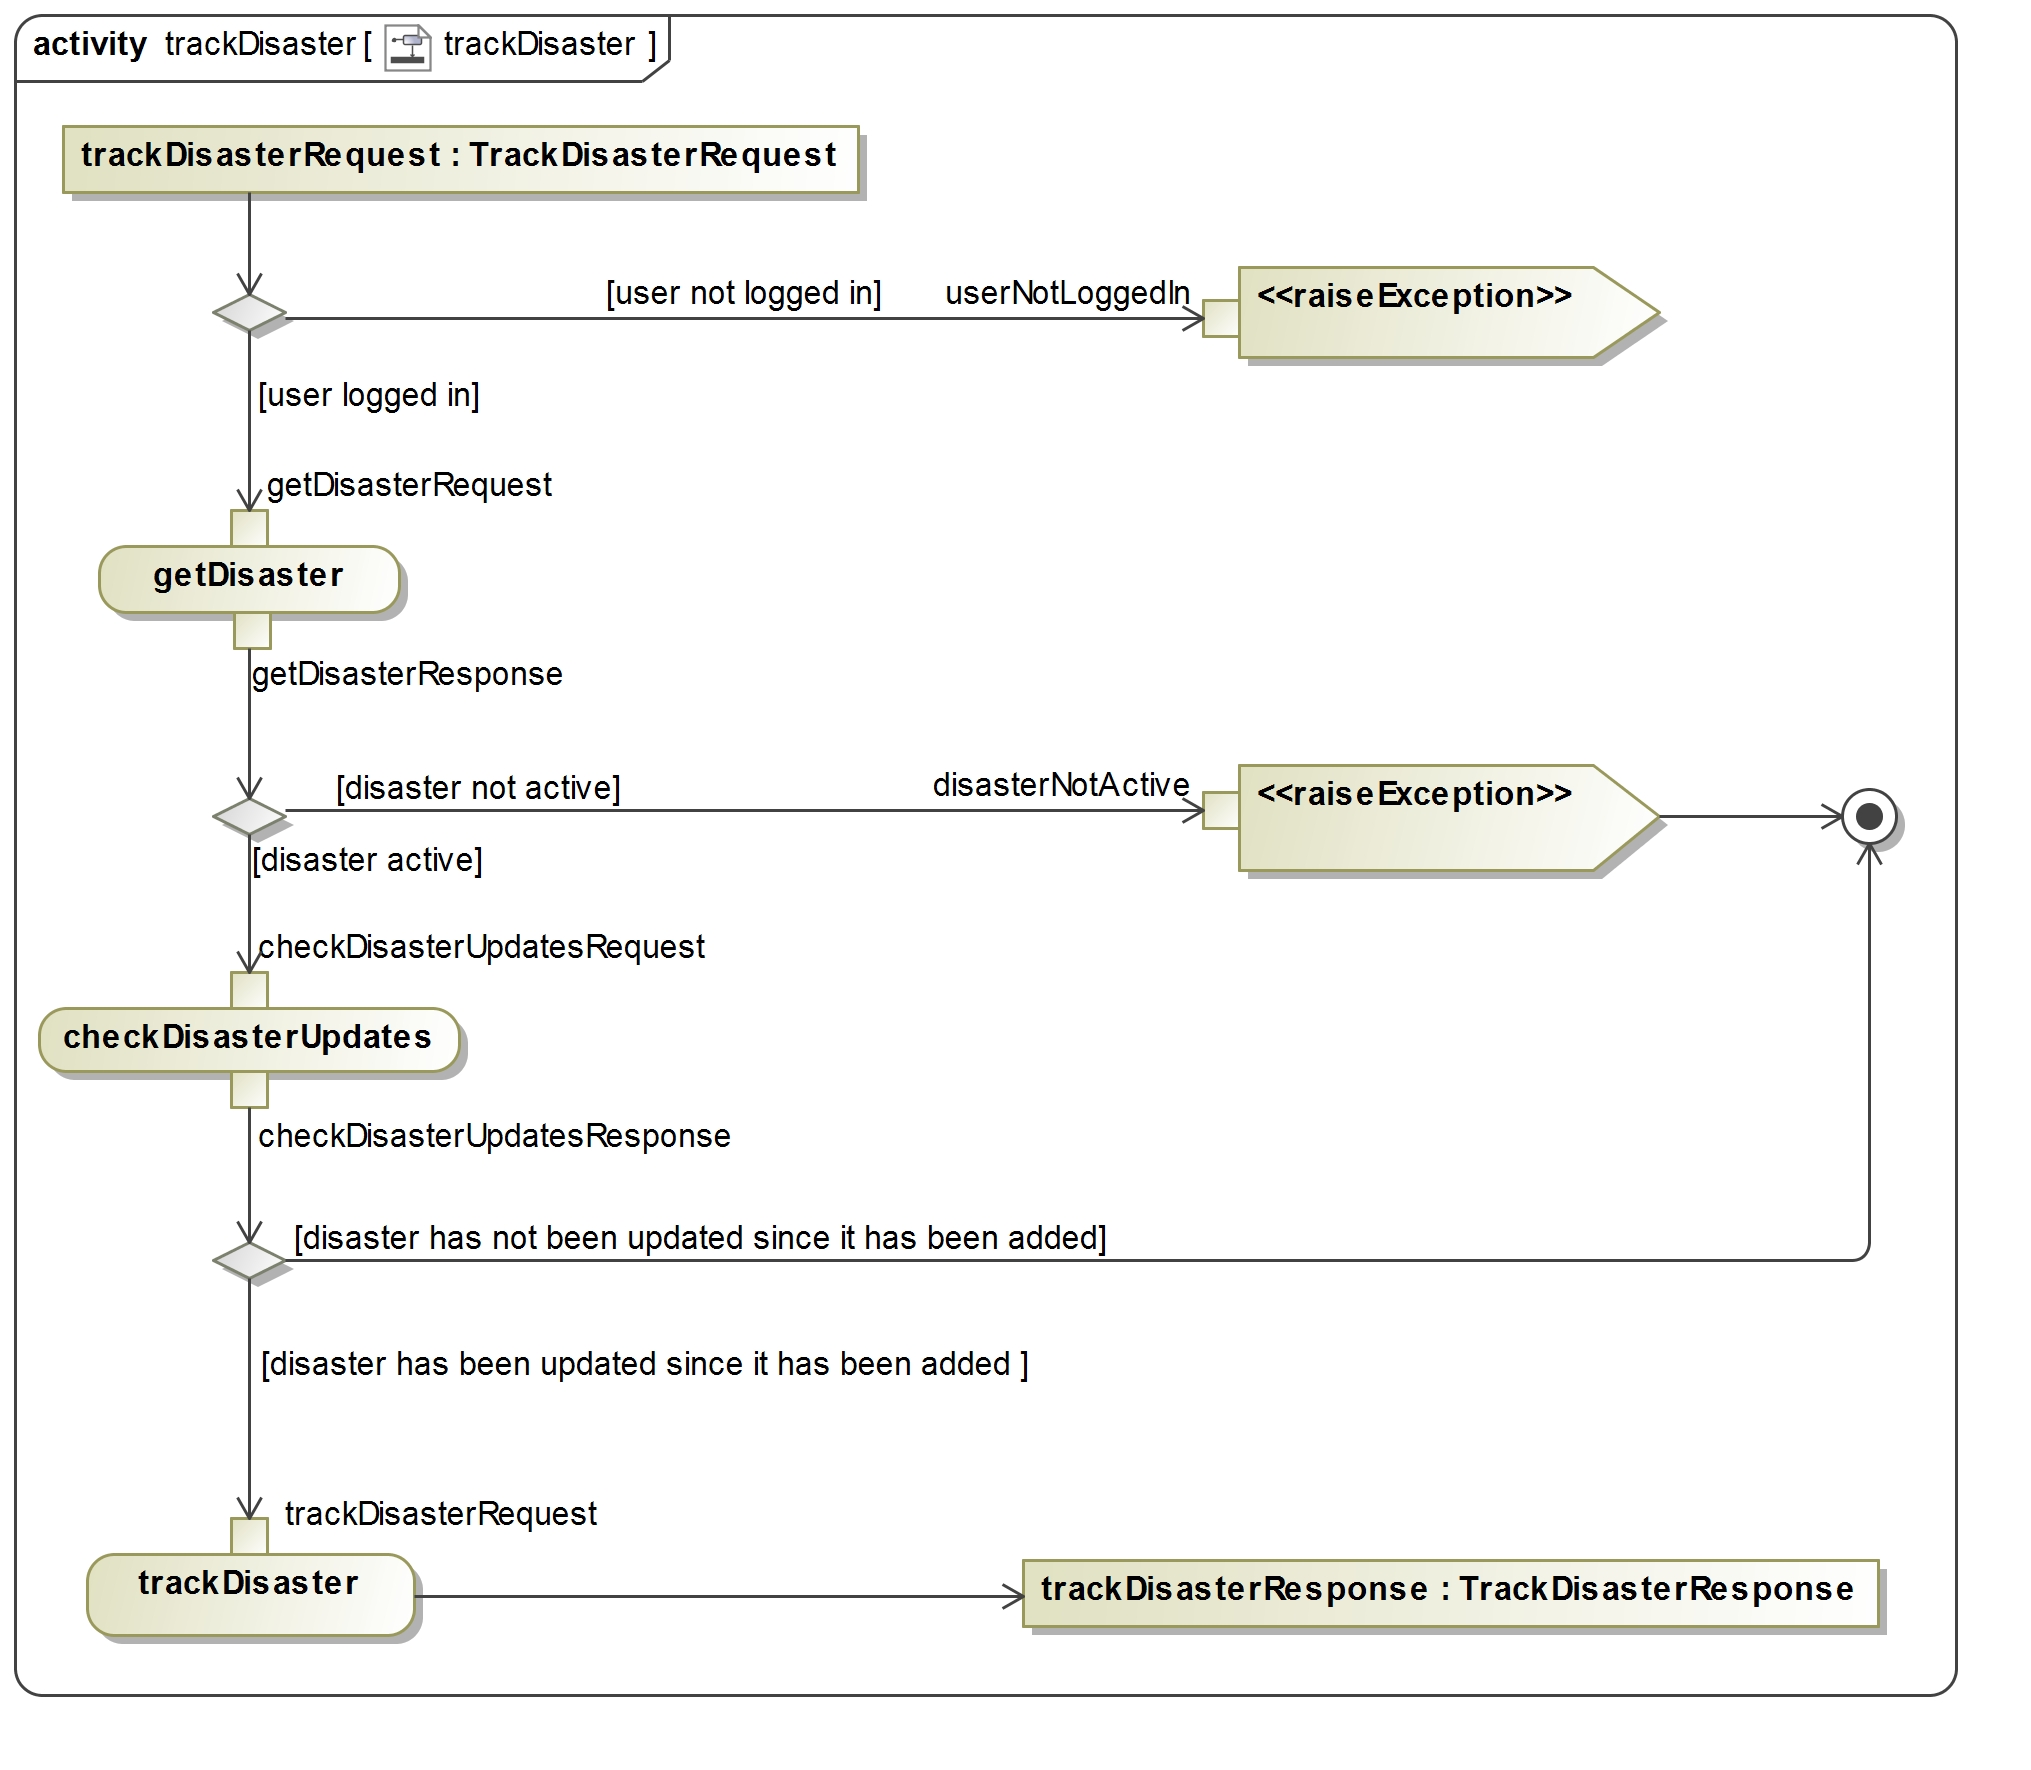 activity trackDisaster [ trackDisaster ]
trackDisasterRequest : TrackDisasterRequest
[user not logged in] userNotLoggedIn
<<raiseException>>
[user logged in]
getDisasterRequest
getDisaster
getDisasterResponse
[disaster not active] disasterNotActive
<<raiseException>>
[disaster active]
checkDisasterUpdatesRequest
checkDisasterUpdates
checkDisasterUpdatesResponse
[disaster has not been updated since it has been added]
[disaster has been updated since it has been added ]
trackDisasterRequest
trackDisaster
trackDisasterResponse : TrackDisasterResponse